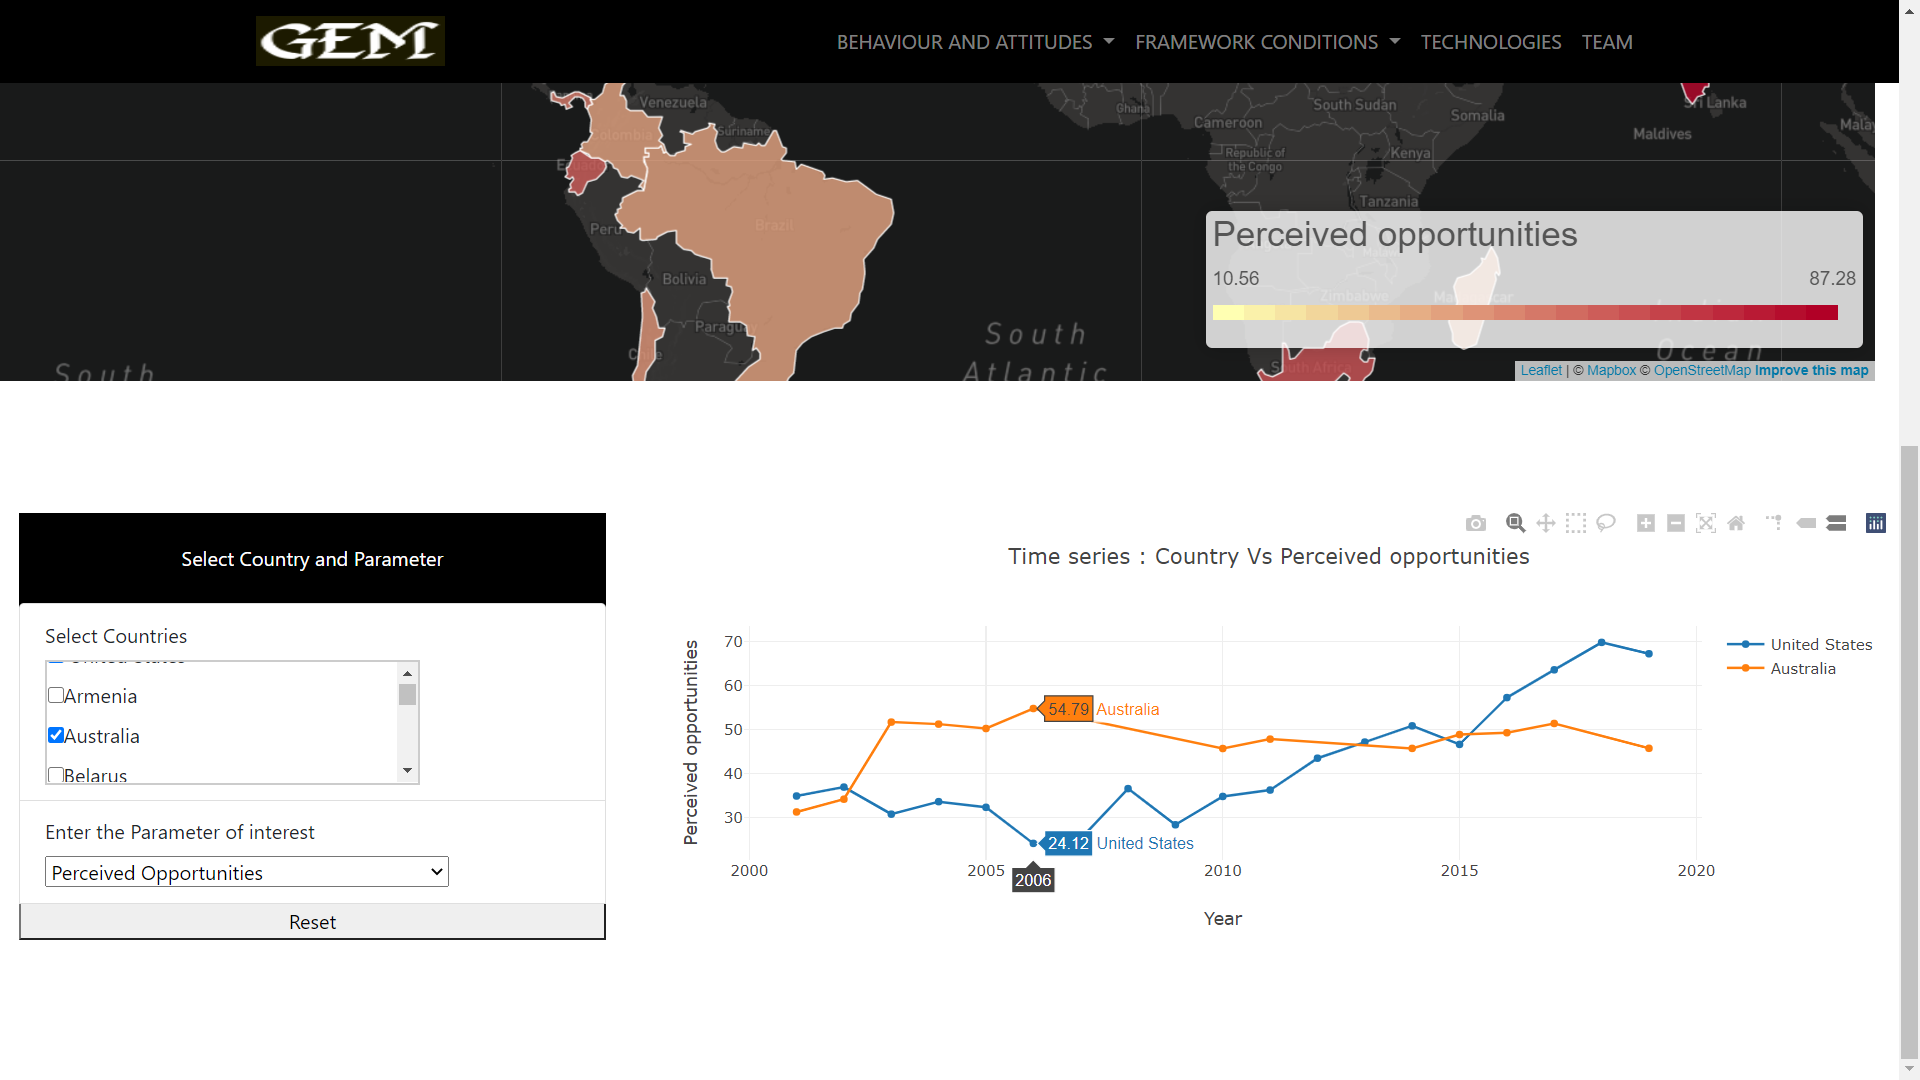 GEM
BEHAVIOUR AND ATTITUDES
FRAMEWORK CONDITIONS
TECHNOLOGIES
TEAM
Venezuela
Suriname
Colombia
Peru
Brazil
Bolivia
Chile
Ghana
South Sudan
Cameroon
Somalia
Republic of
the Congo
Kenya
Tanzania
Sri Lanka
Maldives
Zimbabwe
South Africa
South
Atlantic
South
Ocean
Perceived opportunities
10.56
87.28
Leaflet | © Mapbox © OpenStreetMap Improve this map
Select Country and Parameter
Select Countries
United States
Armenia
Australia
Belarus
Enter the Parameter of interest
Perceived Opportunities
Reset
Time series : Country Vs Perceived opportunities
Perceived opportunities
70
60
50
40
30
54.79 Australia
24.12 United States
2006
2000
2005
2010
2015
2020
Year
United States
Australia